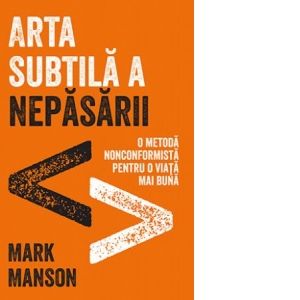 ARTA
SUBTILĂ A
NEPĂSĂRII
O METODĂ
NONCONFORMISTĂ
PENTRU O VIAȚĂ
MAI BUNĂ
MARK
MANSON